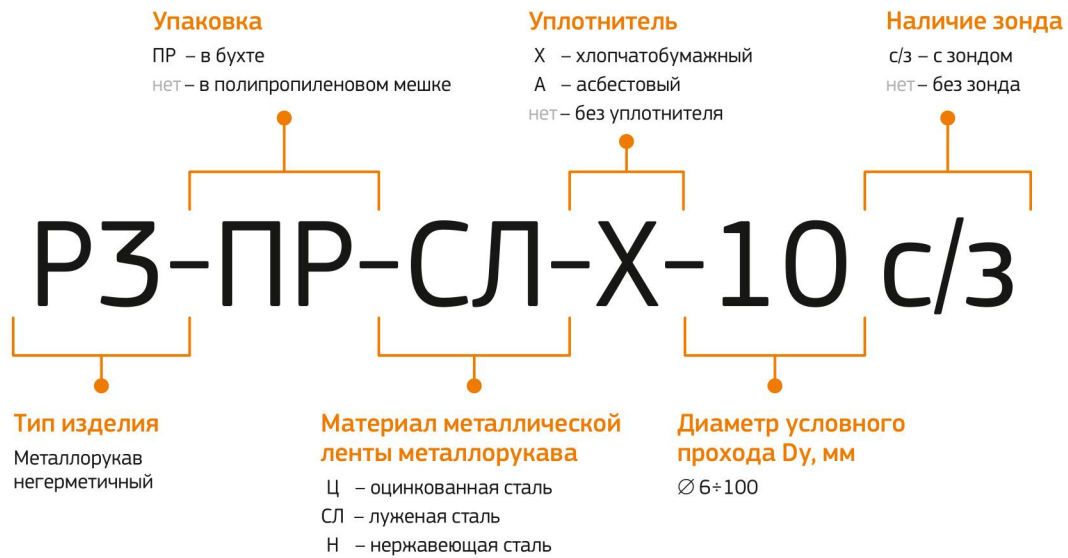 Упаковка
ПР – в бухте
нет – в полипропиленовом мешке
Уплотнитель
Х – хлопчатобумажный
А – асбестовый
нет – без уплотнителя
Наличие зонда
с/з – с зондом
нет – без зонда
РЗ-ПР-СЛ-Х-10 с/з
Тип изделия
Металлорукав
негерметичный
Материал металлической
ленты металлорукава
Ц – оцинкованная сталь
СЛ – луженая сталь
Н – нержавеющая сталь
Диаметр условного
прохода Dу, мм
∅ 6÷100